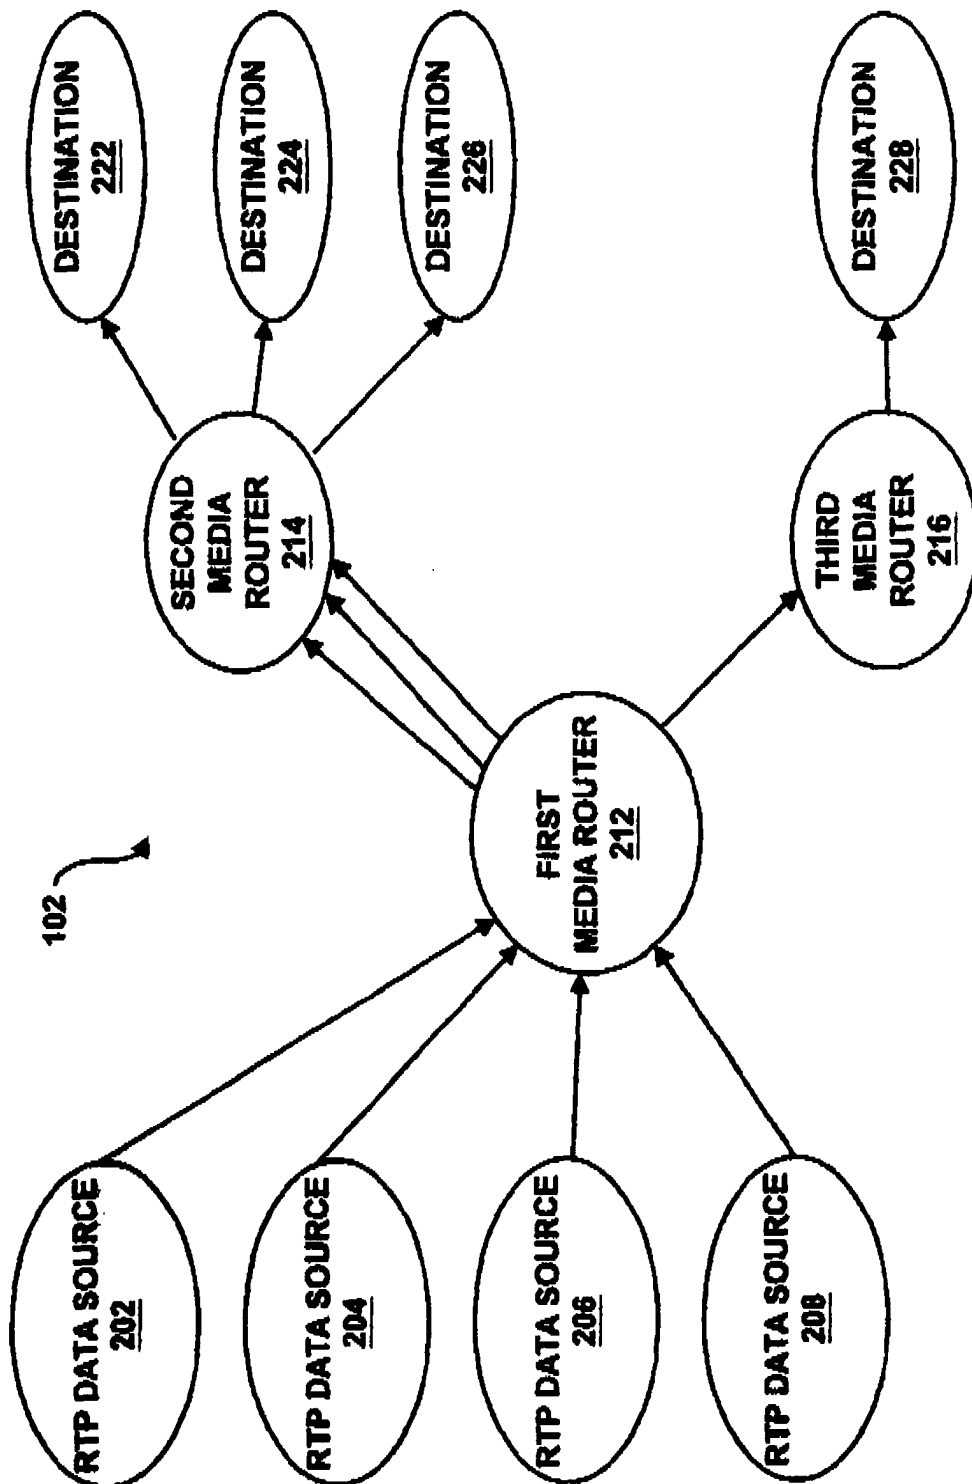 102
RTP DATA SOURCE
202
RTP DATA SOURCE
204
RTP DATA SOURCE
206
RTP DATA SOURCE
208
FIRST
MEDIA ROUTER
212
SECOND
MEDIA
ROUTER
214
THIRD
MEDIA
ROUTER
216
DESTINATION
222
DESTINATION
224
DESTINATION
226
DESTINATION
228